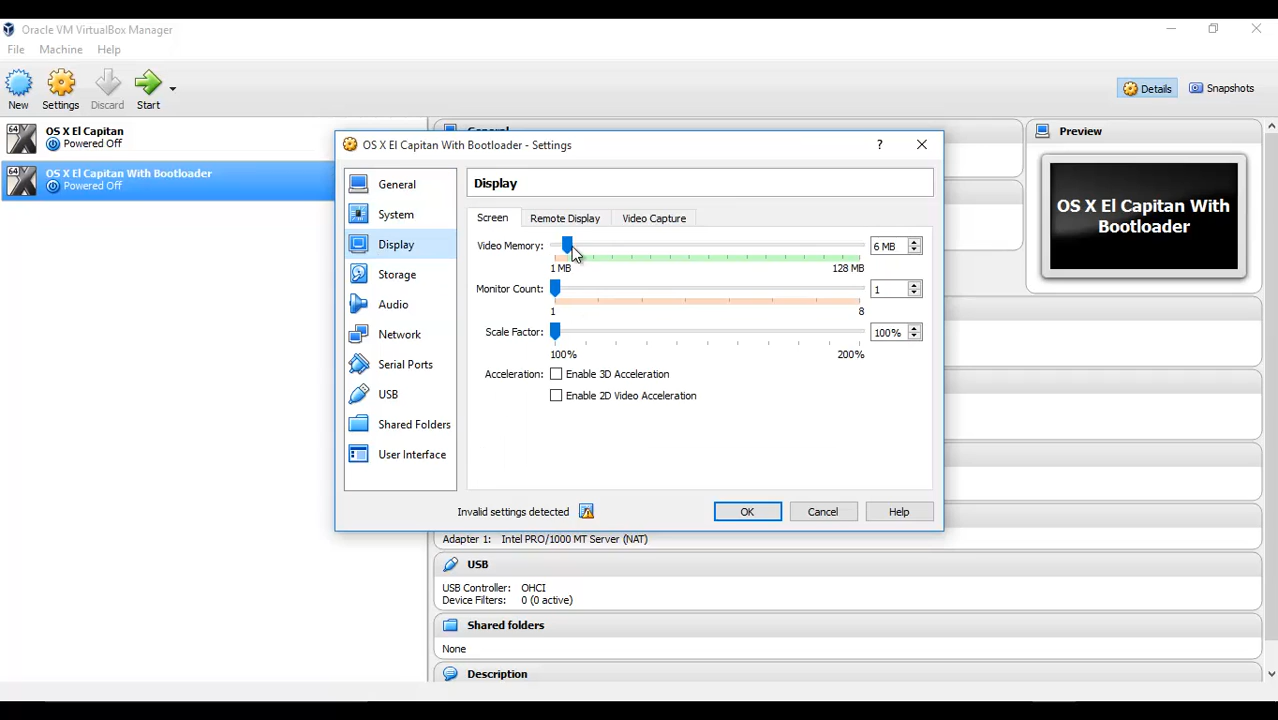 Oracle VM VirtualBox Manager
File Machine Help
New Settings Discard Start
Details Snapshots
64
OS X El Capitan
Powered Off
64
OS X El Capitan With Bootloader
Powered Off
Preview
OS X El Capitan With
Bootloader
OS X El Capitan With Bootloader - Settings
?
General
System
Display
Storage
Audio
Network
Serial Ports
USB
Shared Folders
User Interface
Display
Screen Remote Display Video Capture
Video Memory: 6 MB
1 MB 128 MB
Monitor Count: 1
1 8
Scale Factor: 100%
100% 200%
Acceleration: Enable 3D Acceleration
Enable 2D Video Acceleration
Invalid settings detected
OK Cancel Help
Adapter 1: Intel PRO/1000 MT Server (NAT)
USB
USB Controller: OHCI
Device Filters: 0 (0 active)
Shared folders
None
Description